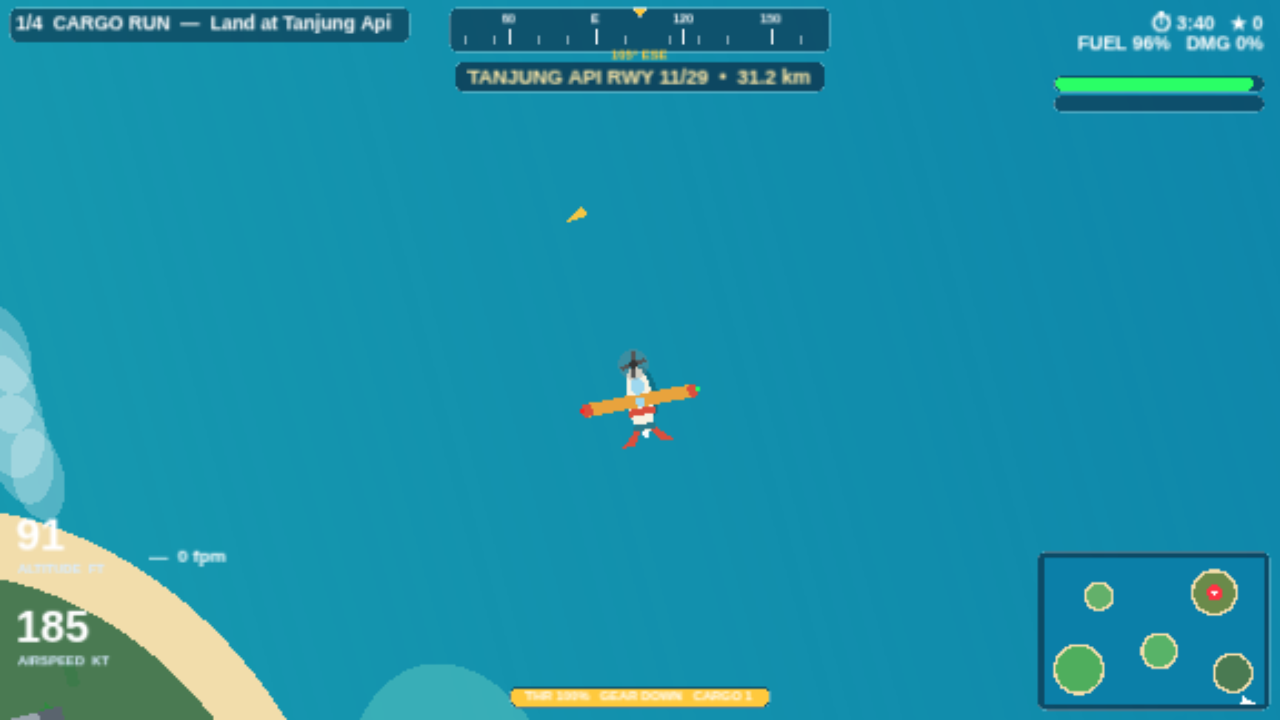 1/4 CARGO RUN — Land at Tanjung Api
60 E 120 150
105° ESE
TANJUNG API RWY 11/29 • 31.2 km
3:40 ★ 0
FUEL 96% DMG 0%
91
— 0 fpm
ALTITUDE FT
185
AIRSPEED KT
THR 100% GEAR DOWN CARGO 1